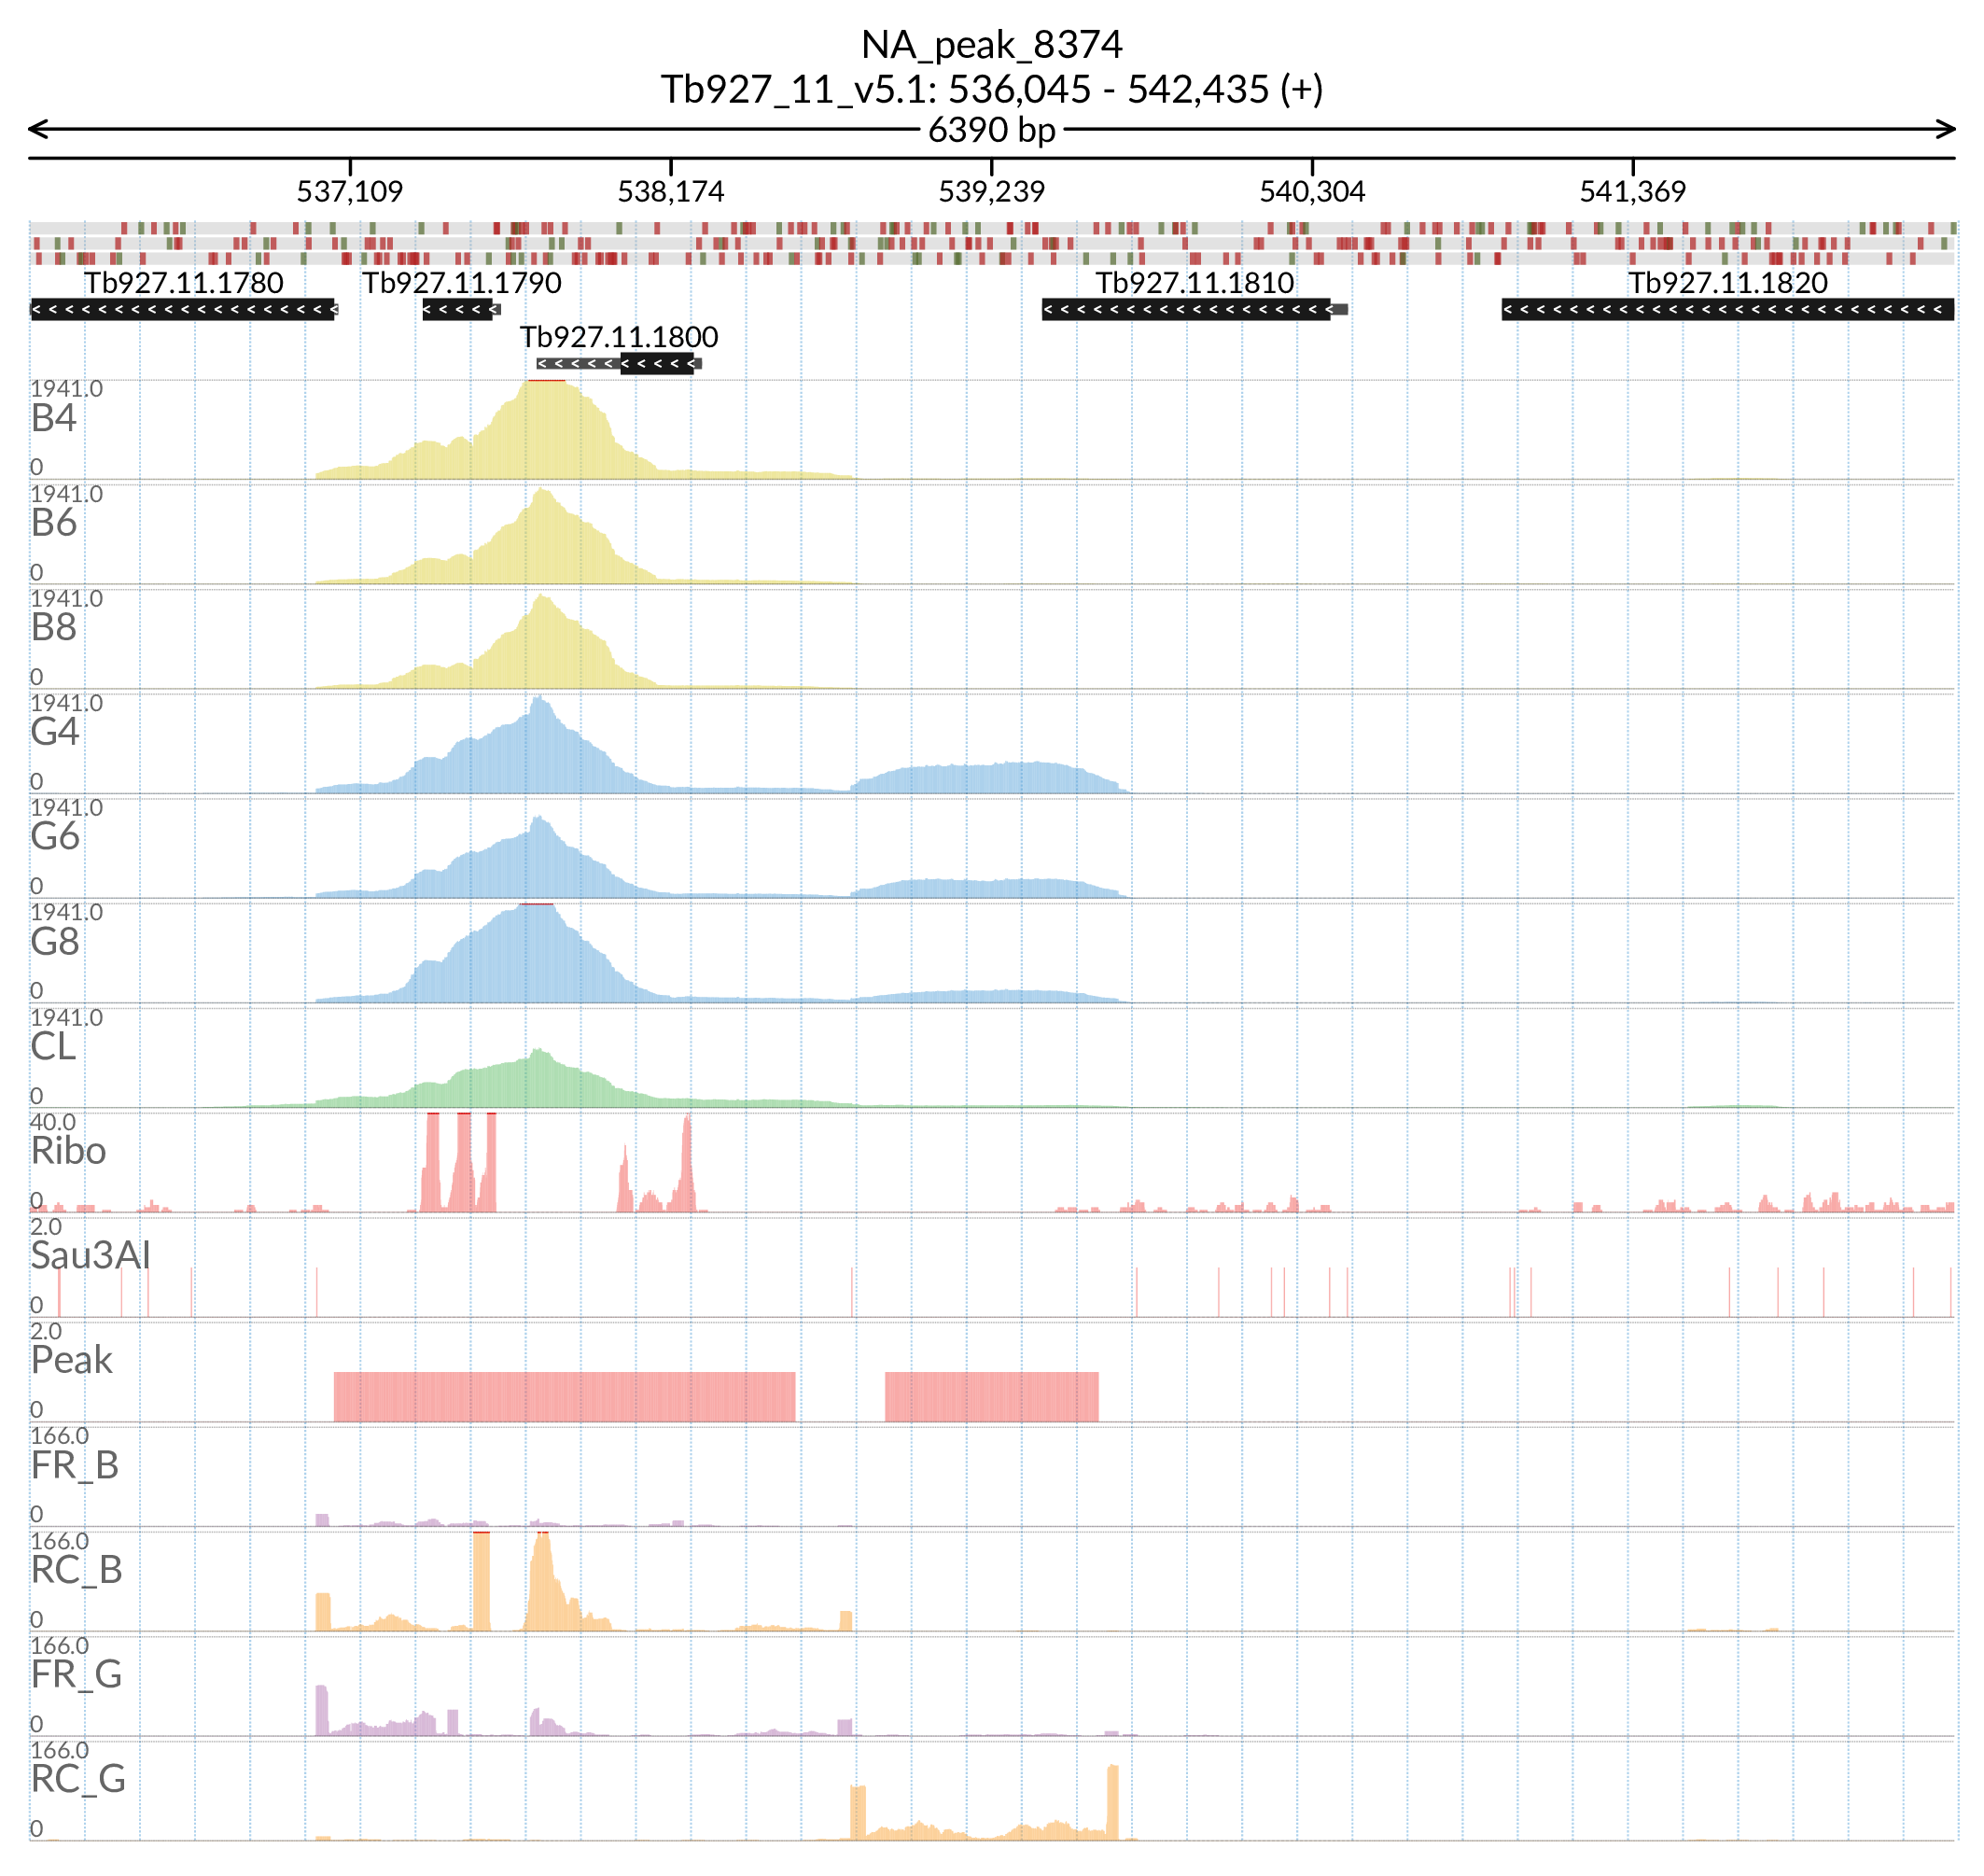 NA_peak_8374
Tb927_11_v5.1: 536,045 - 542,435 (+)
6390 bp
537,109 538,174 539,239 540,304 541,369
Tb927.11.1780 Tb927.11.1790 Tb927.11.1810 Tb927.11.1820
Tb927.11.1800
1941.0
B4
0
1941.0
B6
0
1941.0
B8
0
1941.0
G4
0
1941.0
G6
0
1941.0
G8
0
1941.0
CL
0
40.0
Ribo
0
2.0
Sau3AI
0
2.0
Peak
0
166.0
FR_B
0
166.0
RC_B
0
166.0
FR_G
0
166.0
RC_G
0